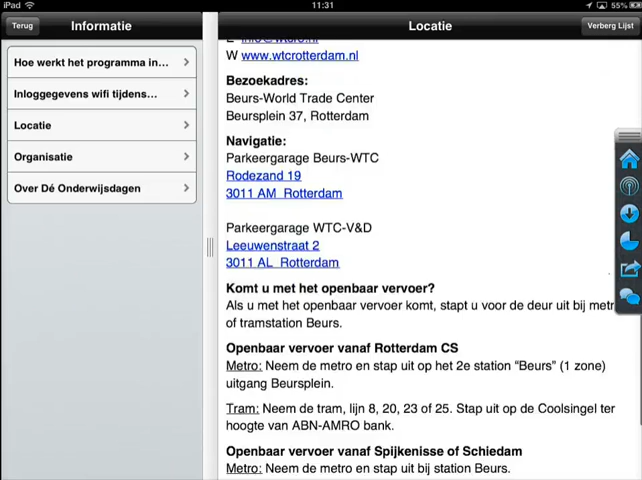 iPad
11:31
55%
Terug
Informatie
Locatie
Verberg Lijst
Hoe werkt het programma in...
Inloggegevens wifi tijdens...
Locatie
Organisatie
Over Dé Onderwijsdagen
W www.wtcrotterdam.nl
Bezoekadres:
Beurs-World Trade Center
Beursplein 37, Rotterdam
Navigatie:
Parkeergarage Beurs-WTC
Rodezand 19
3011 AM Rotterdam
Parkeergarage WTC-V&D
Leeuwenstraat 2
3011 AL Rotterdam
Komt u met het openbaar vervoer?
Als u met het openbaar vervoer komt, stapt u voor de deur uit bij metr
of tramstation Beurs.
Openbaar vervoer vanaf Rotterdam CS
Metro: Neem de metro en stap uit op het 2e station “Beurs” (1 zone)
uitgang Beursplein.
Tram: Neem de tram, lijn 8, 20, 23 of 25. Stap uit op de Coolsingel ter
hoogte van ABN-AMRO bank.
Openbaar vervoer vanaf Spijkenisse of Schiedam
Metro: Neem de metro en stap uit bij station Beurs.